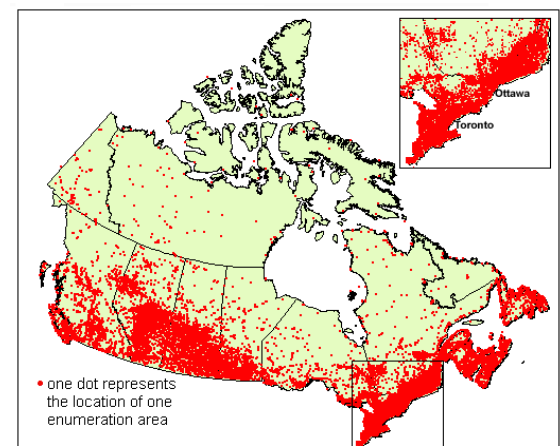 Ottawa
Toronto
one dot represents
the location of one
enumeration area